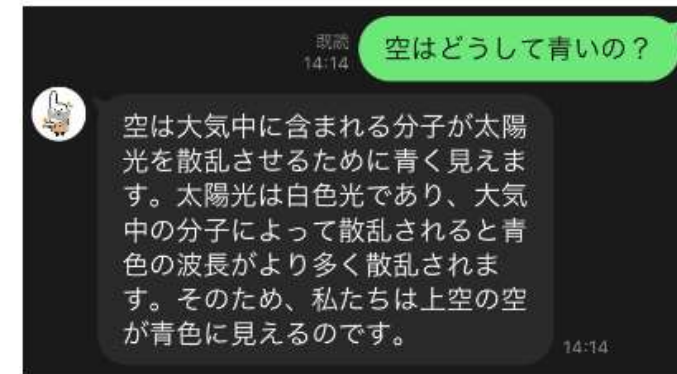 既読
14:14
空はどうして青いの？
空は大気中に含まれる分子が太陽
光を散乱させるために青く見えま
す。太陽光は白色光であり、大気
中の分子によって散乱されると青
色の波長がより多く散乱されま
す。そのため、私たちは上空の空
が青色に見えるのです。
14:14